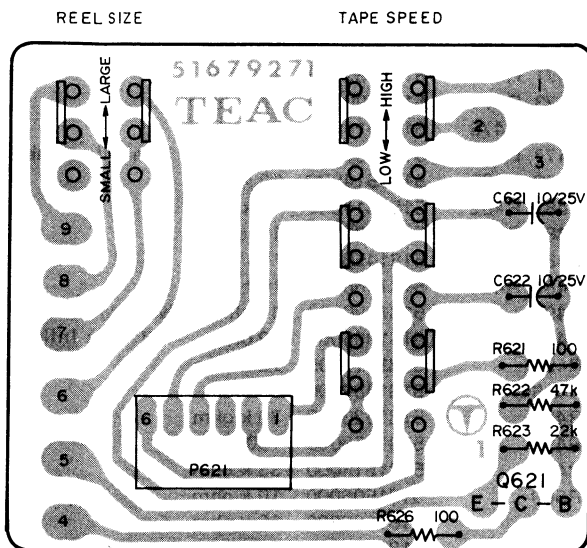 REEL SIZE
TAPE SPEED
51679271
TEAC
SMALL
LARGE
LOW
HIGH
1
2
3
9
8
7
6
5
4
C621 10/25V
C622 10/25V
R621 100
R622 47k
R623 22k
Q621
E-C-B
R626 100
6
1
P621
1